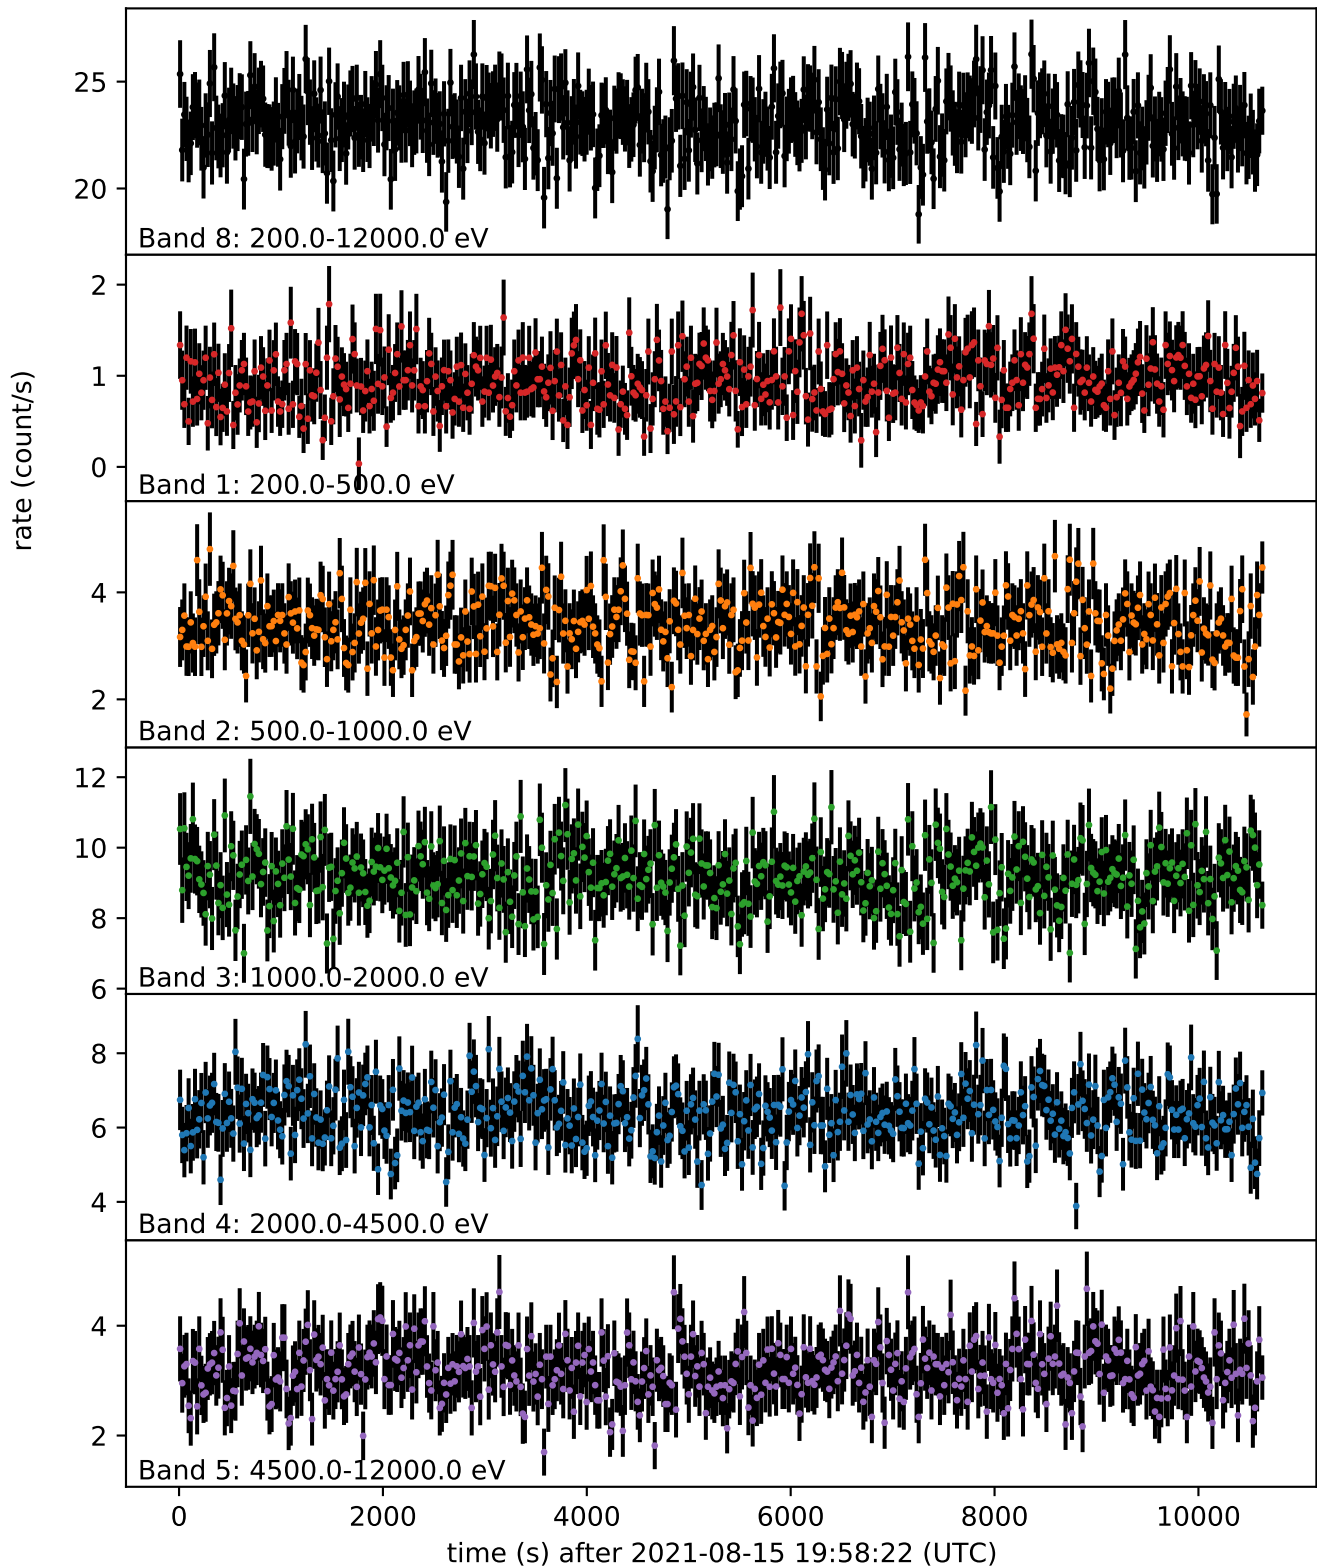 25
20
Band 8: 200.0-12000.0 eV
2
1
0
Band 1: 200.0-500.0 eV
rate (count/s)
4
2
Band 2: 500.0-1000.0 eV
12
10
8
6
Band 3: 1000.0-2000.0 eV
8
6
4
Band 4: 2000.0-4500.0 eV
4
2
Band 5: 4500.0-12000.0 eV
0 2000 4000 6000 8000 10000
time (s) after 2021-08-15 19:58:22 (UTC)